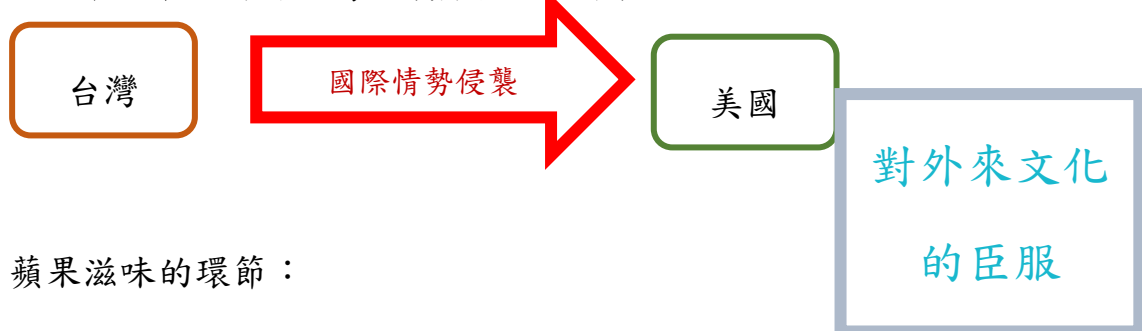 台灣
國際情勢侵襲
美國
對外來文化
的臣服
蘋果滋味的環節：